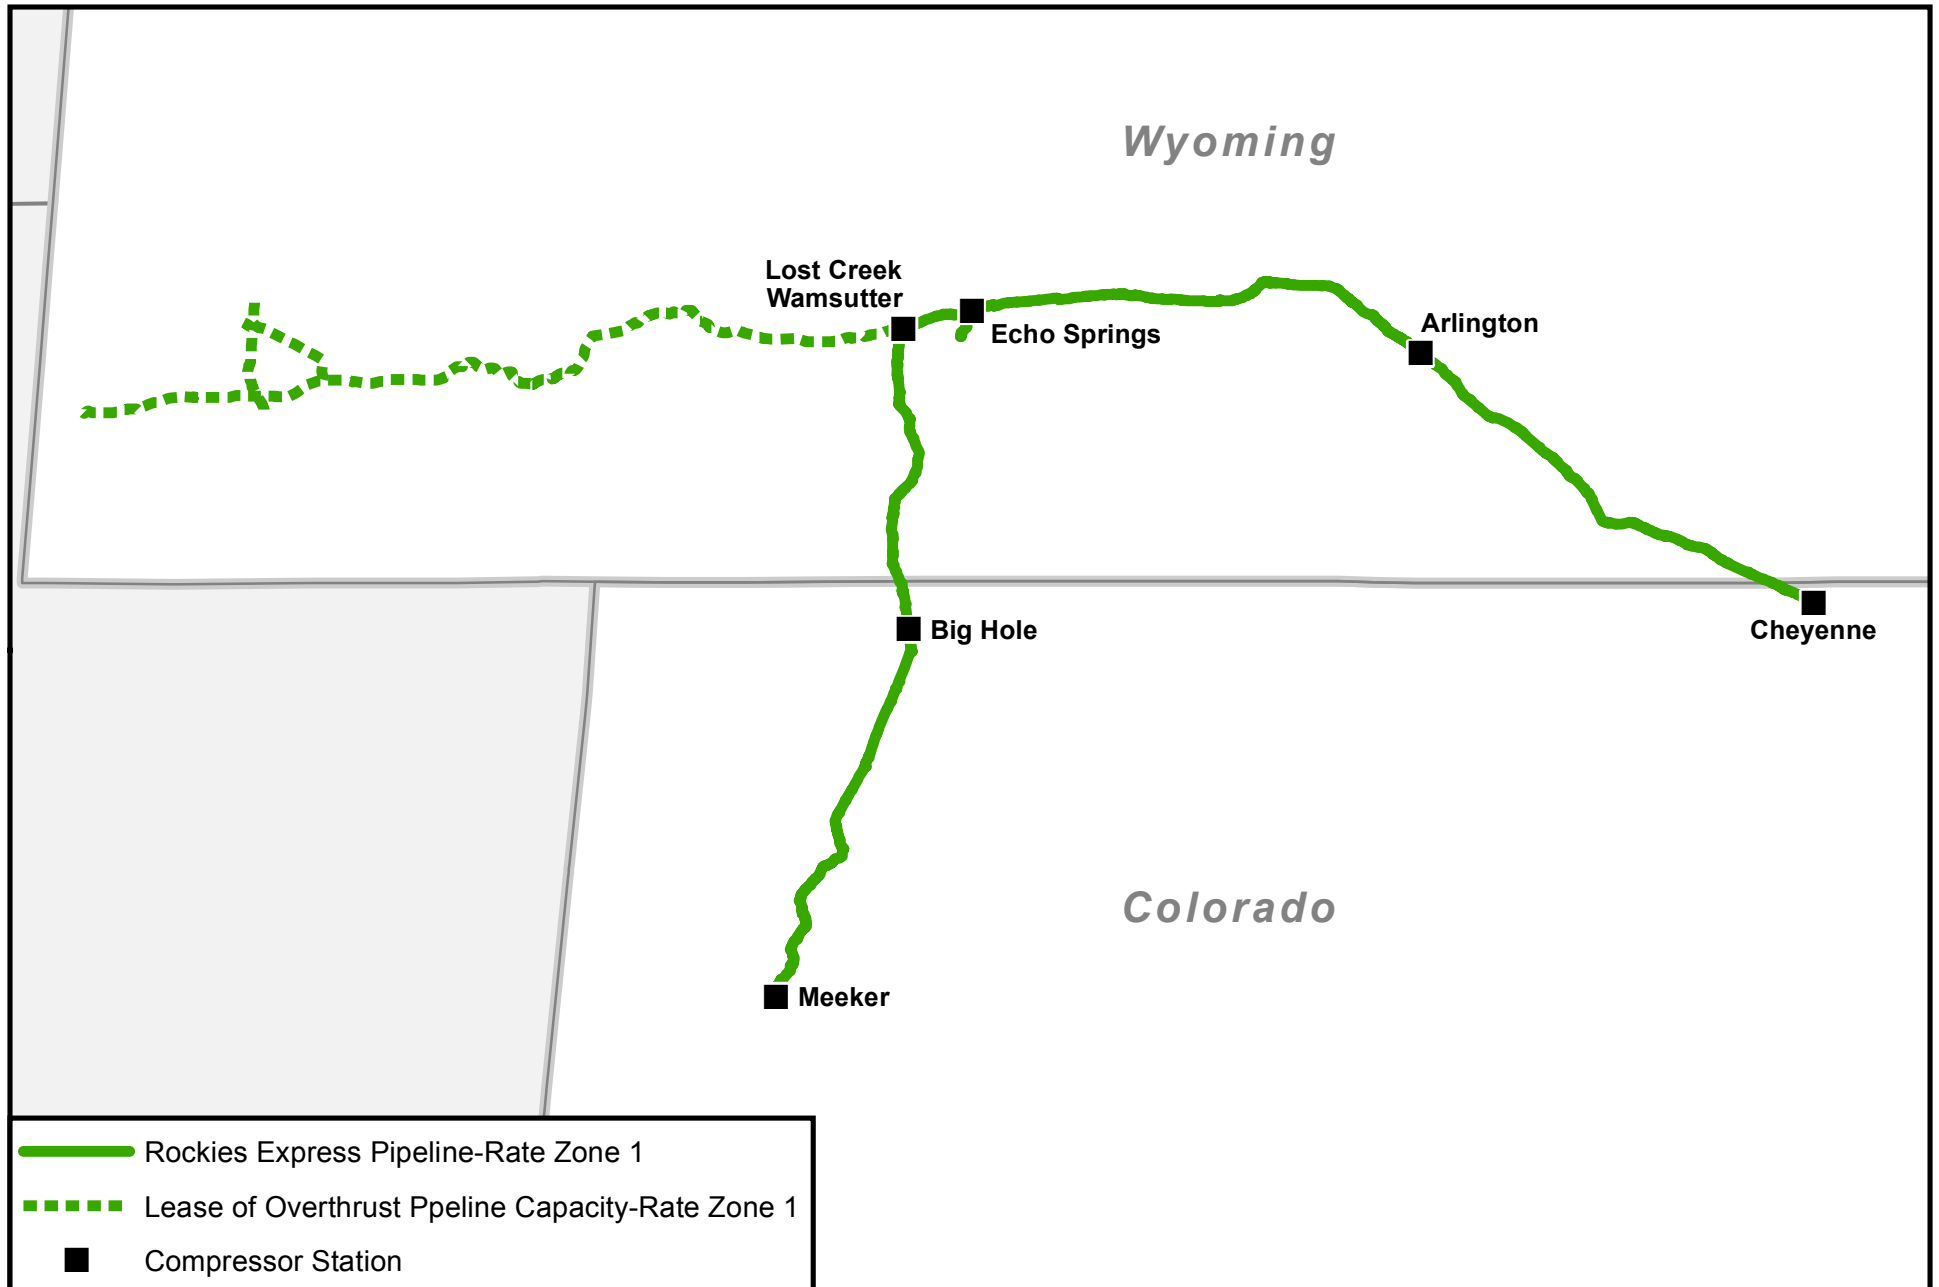 Wyoming
Lost Creek
Wamsutter
Echo Springs
Arlington
Big Hole
Cheyenne
Colorado
Meeker
Rockies Express Pipeline-Rate Zone 1
Lease of Overthrust Ppeline Capacity-Rate Zone 1
Compressor Station